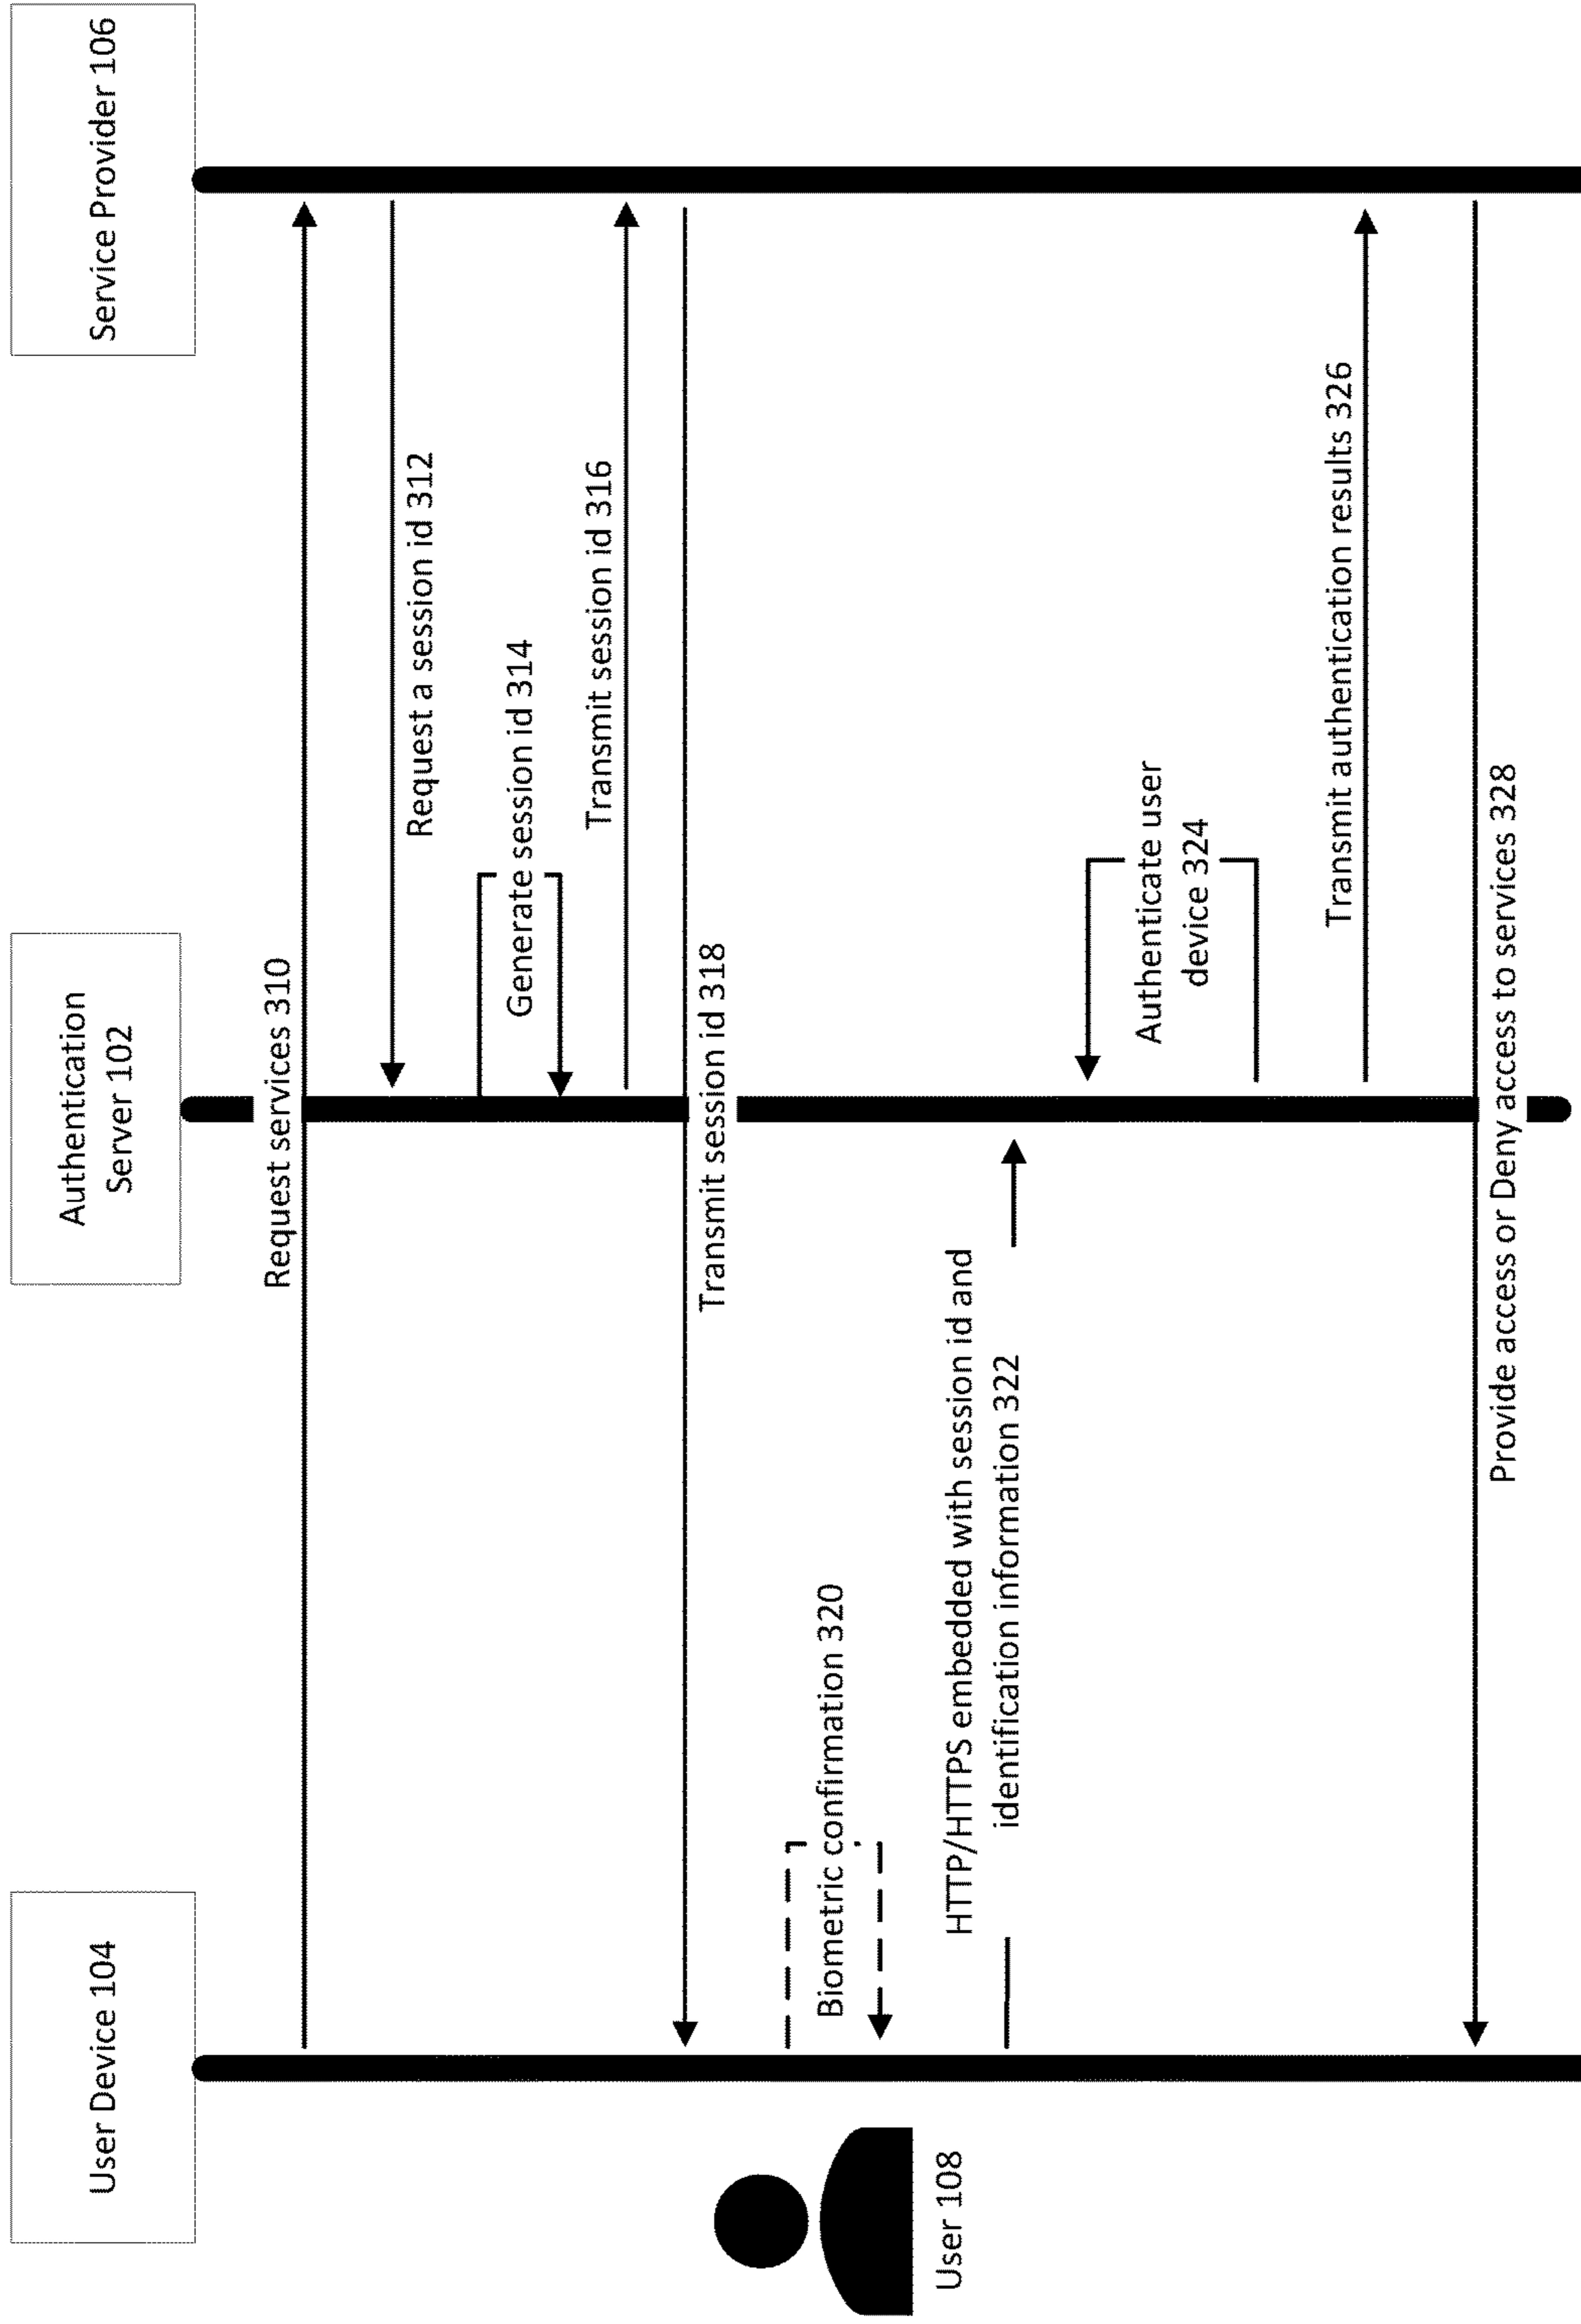 User Device 104
Authentication
Server 102
Service Provider 106
Request services 310
Request a session id 312
Generate session id 314
Transmit session id 316
Transmit session id 318
Biometric confirmation 320
User 108
HTTP/HTTPS embedded with session id and
identification information 322
Authenticate user
device 324
Transmit authentication results 326
Provide access or Deny access to services 328